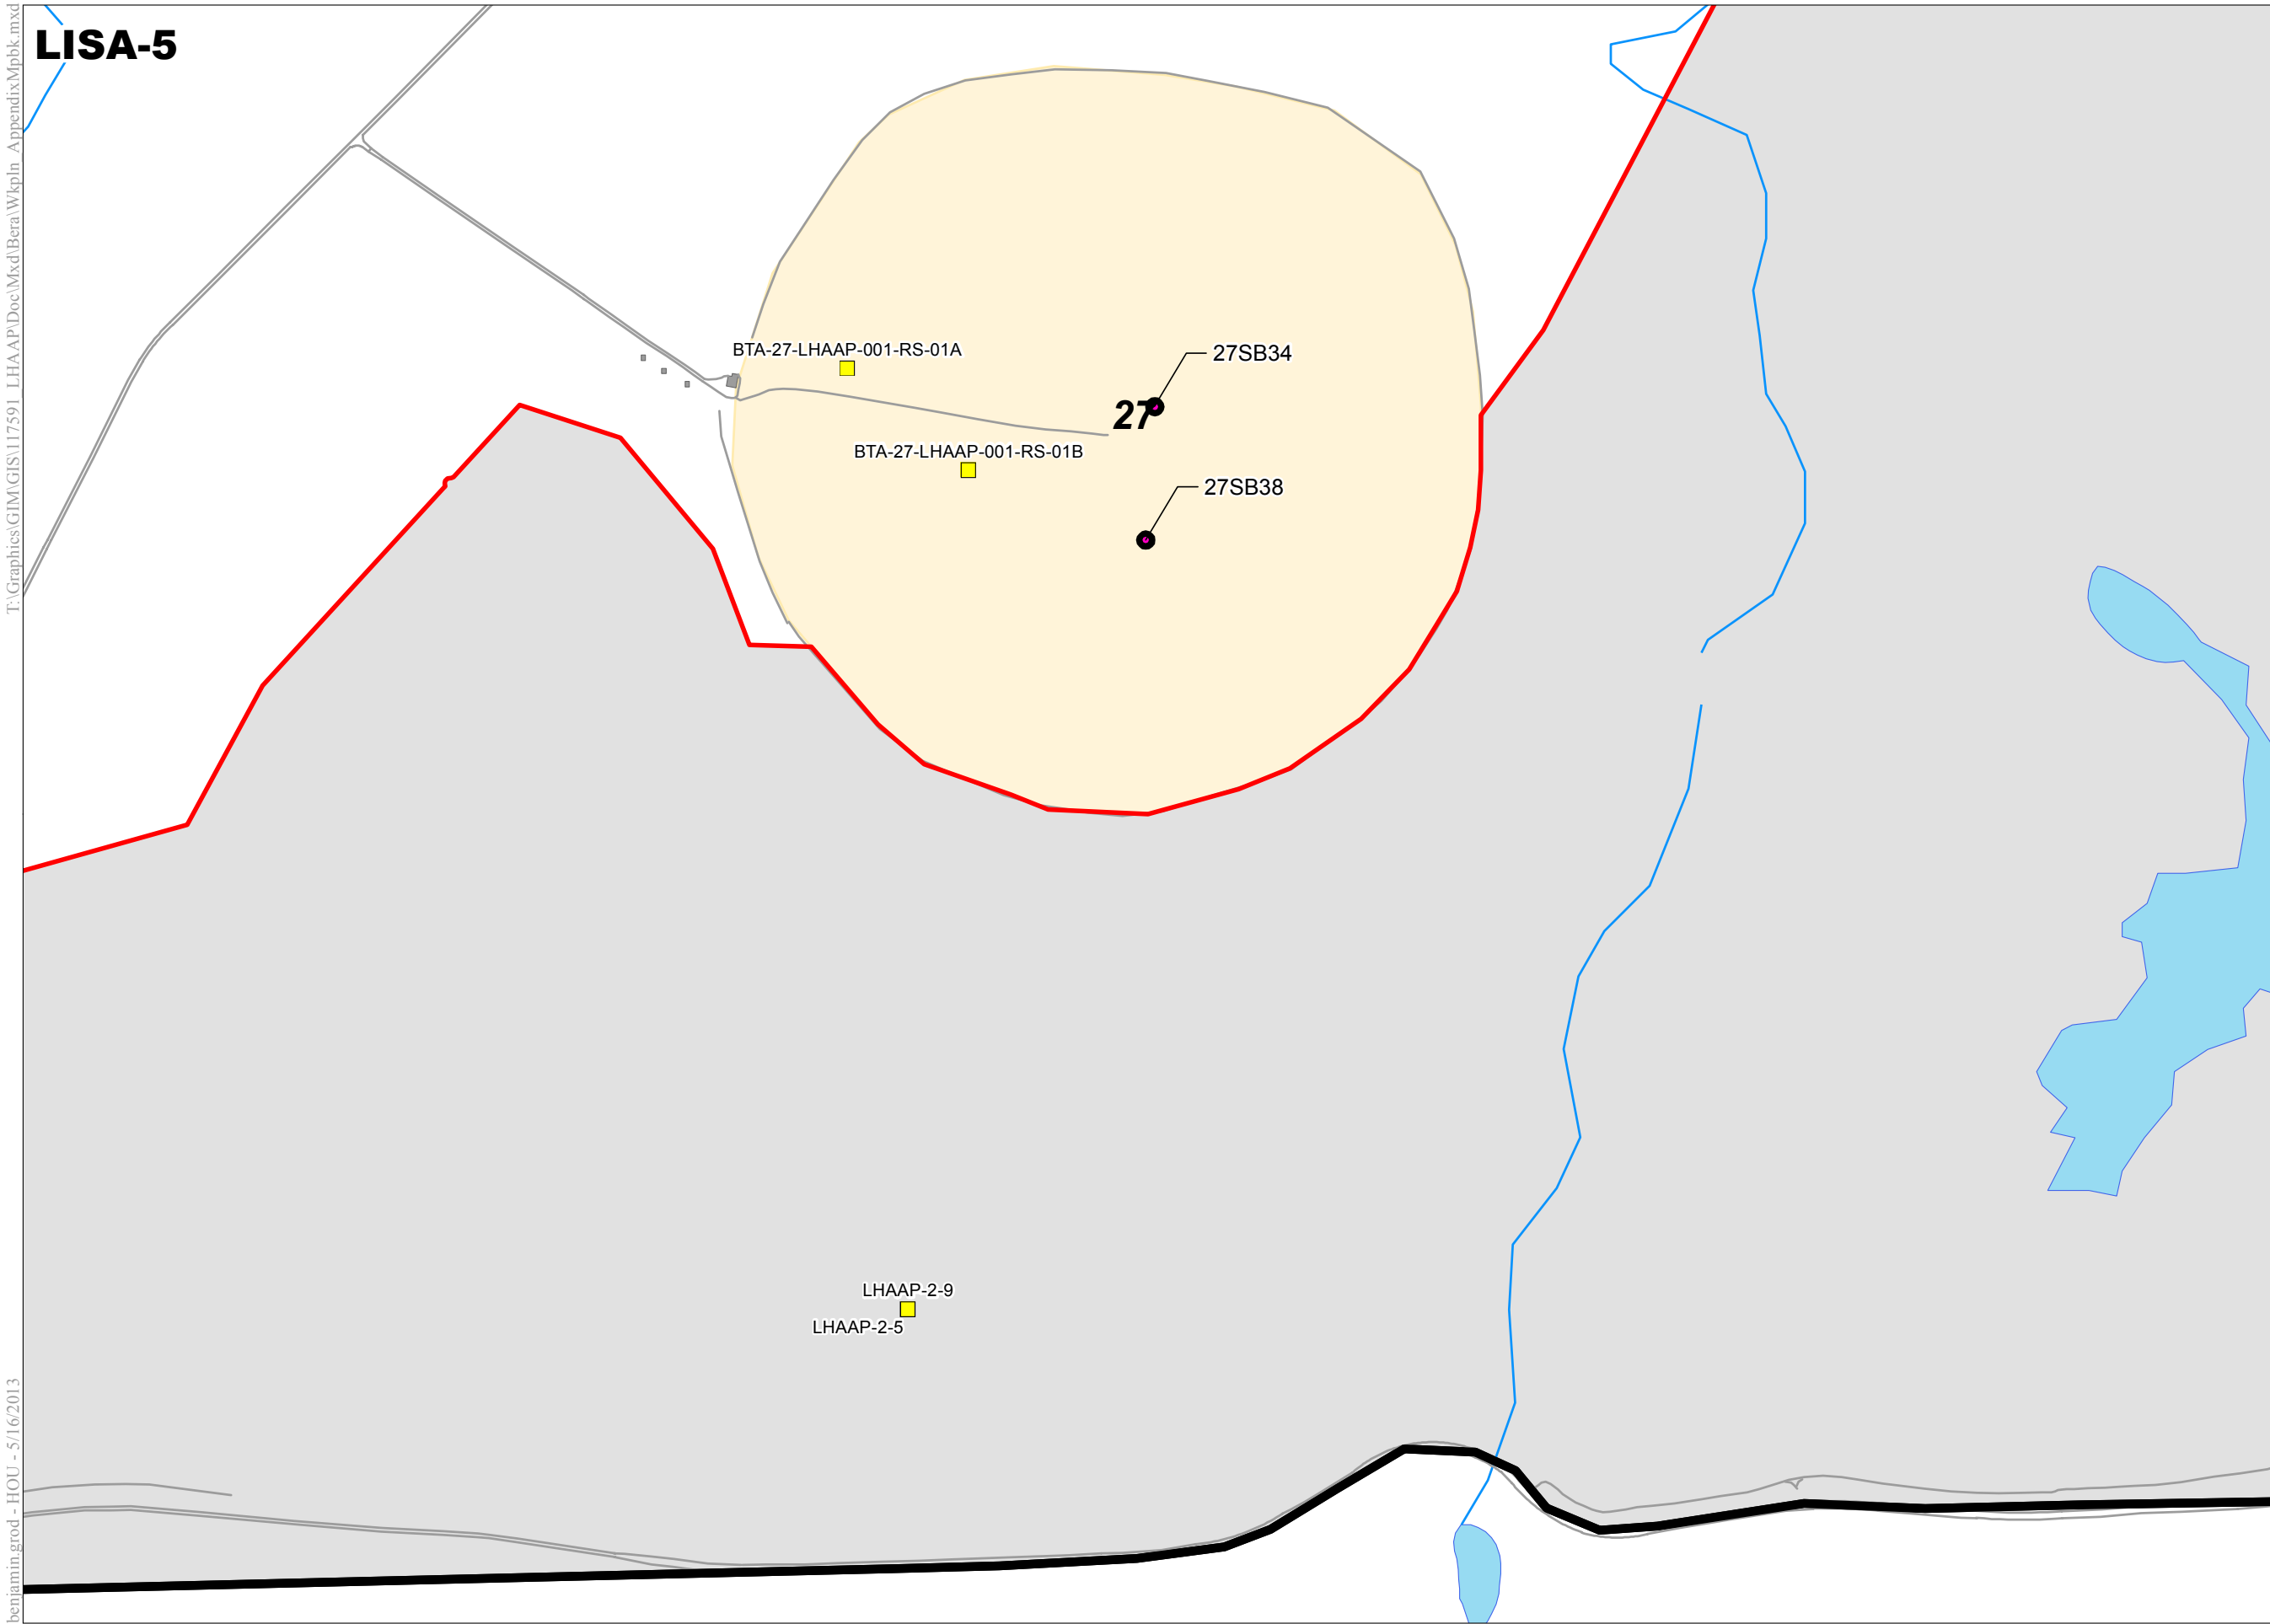 LISA-5
T:\Graphics\GIM\GIS\117591_LHAAP\Doc\Mxd\Bera\Wkpln_AppendixMpbk.mxd
BTA-27-LHAAP-001-RS-01A
27SB34
27
BTA-27-LHAAP-001-RS-01B
27SB38
LHAAP-2-9
LHAAP-2-5
benjamin.grod - HOU - 5/16/2013